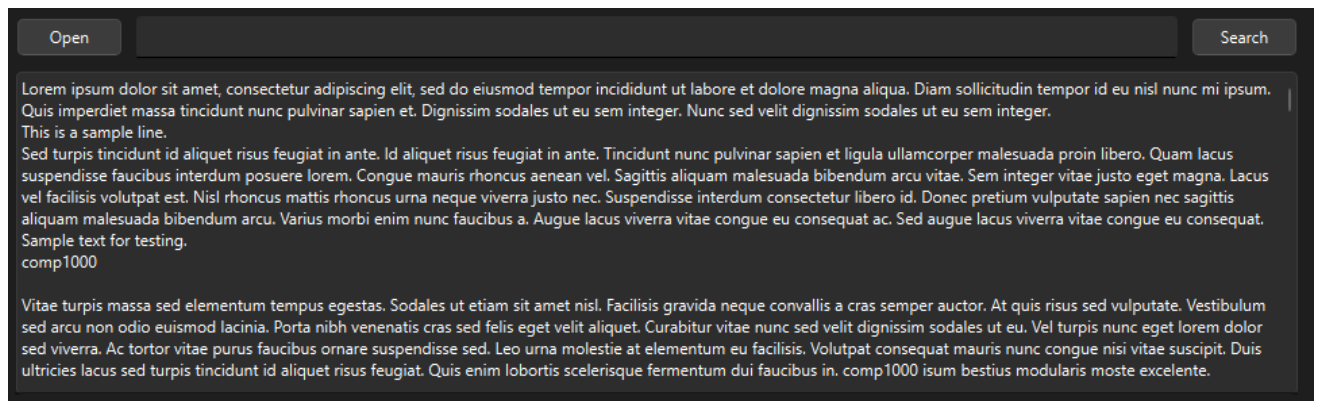 Open
Search
Lorem ipsum dolor sit amet, consectetur adipiscing elit, sed do eiusmod tempor incididunt ut labore et dolore magna aliqua. Diam sollicitudin tempor id eu nisl nunc mi ipsum.
Quis imperdiet massa tincidunt nunc pulvinar sapien et. Dignissim sodales ut eu sem integer. Nunc sed velit dignissim sodales ut eu sem integer.
This is a sample line.
Sed turpis tincidunt id aliquet risus feugiat in ante. Id aliquet risus feugiat in ante. Tincidunt nunc pulvinar sapien et ligula ullamcorper malesuada proin libero. Quam lacus
suspendisse faucibus interdum posuere lorem. Congue mauris rhoncus aenean vel. Sagittis aliquam malesuada bibendum arcu vitae. Sem integer vitae justo eget magna. Lacus
vel facilisis volutpat est. Nisl rhoncus mattis rhoncus urna neque viverra justo nec. Suspendisse interdum consectetur libero id. Donec pretium vulputate sapien nec sagittis
aliquam malesuada bibendum arcu. Varius morbi enim nunc faucibus a. Augue lacus viverra vitae congue eu consequat ac. Sed augue lacus viverra vitae congue eu consequat.
Sample text for testing.
comp1000
Vitae turpis massa sed elementum tempus egestas. Sodales ut etiam sit amet nisl. Facilisis gravida neque convallis a cras semper auctor. At quis risus sed vulputate. Vestibulum
sed arcu non odio euismod lacinia. Porta nibh venenatis cras sed felis eget velit aliquet. Curabitur vitae nunc sed velit dignissim sodales ut eu. Vel turpis nunc eget lorem dolor
sed viverra. Ac tortor vitae purus faucibus ornare suspendisse sed. Leo urna molestie at elementum eu facilisis. Volutpat consequat mauris nunc congue nisi vitae suscipit. Duis
ultricies lacus sed turpis tincidunt id aliquet risus feugiat. Quis enim lobortis scelerisque fermentum dui faucibus in. comp1000 isum bestius modularis moste excelente.